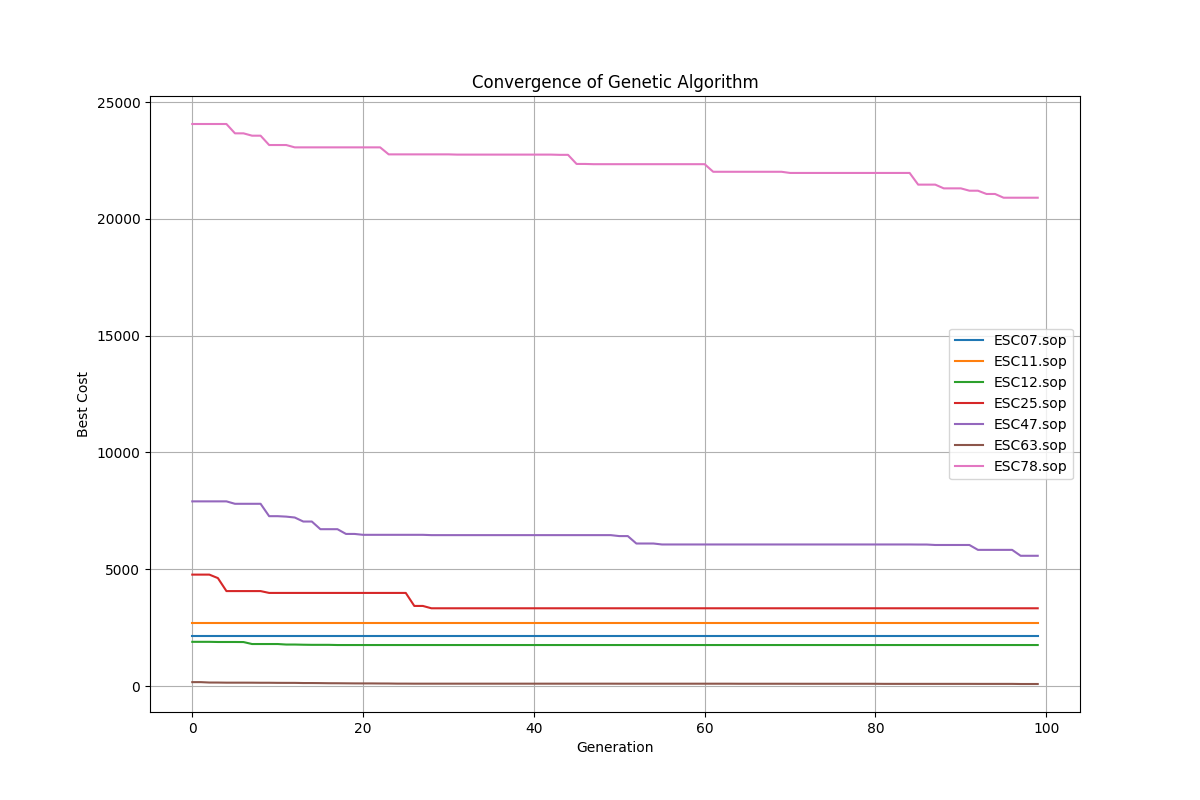 Convergence of Genetic Algorithm
25000
20000
15000
10000
5000
0
Best Cost
ESC07.sop
ESC11.sop
ESC12.sop
ESC25.sop
ESC47.sop
ESC63.sop
ESC78.sop
0 20 40 60 80 100
Generation